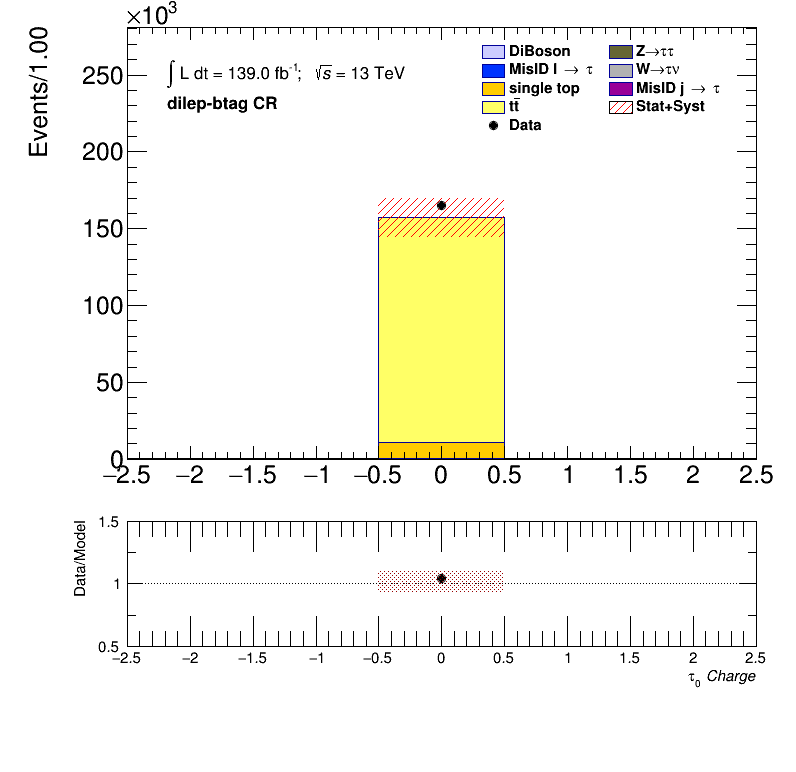 ×10³
Events/1.00
250
200
150
100
50
0
∫ L dt = 139.0 fb⁻¹; √s = 13 TeV
dilep-btag CR
DiBoson
MisID l → τ
single top
tt̄
Data
Z→ττ
W→τν
MisID j → τ
Stat+Syst
−2.5 −2 −1.5 −1 −0.5 0 0.5 1 1.5 2 2.5
Data/Model
1.5
1
0.5
−2.5 −2 −1.5 −1 −0.5 0 0.5 1 1.5 2 2.5
τ₀ Charge